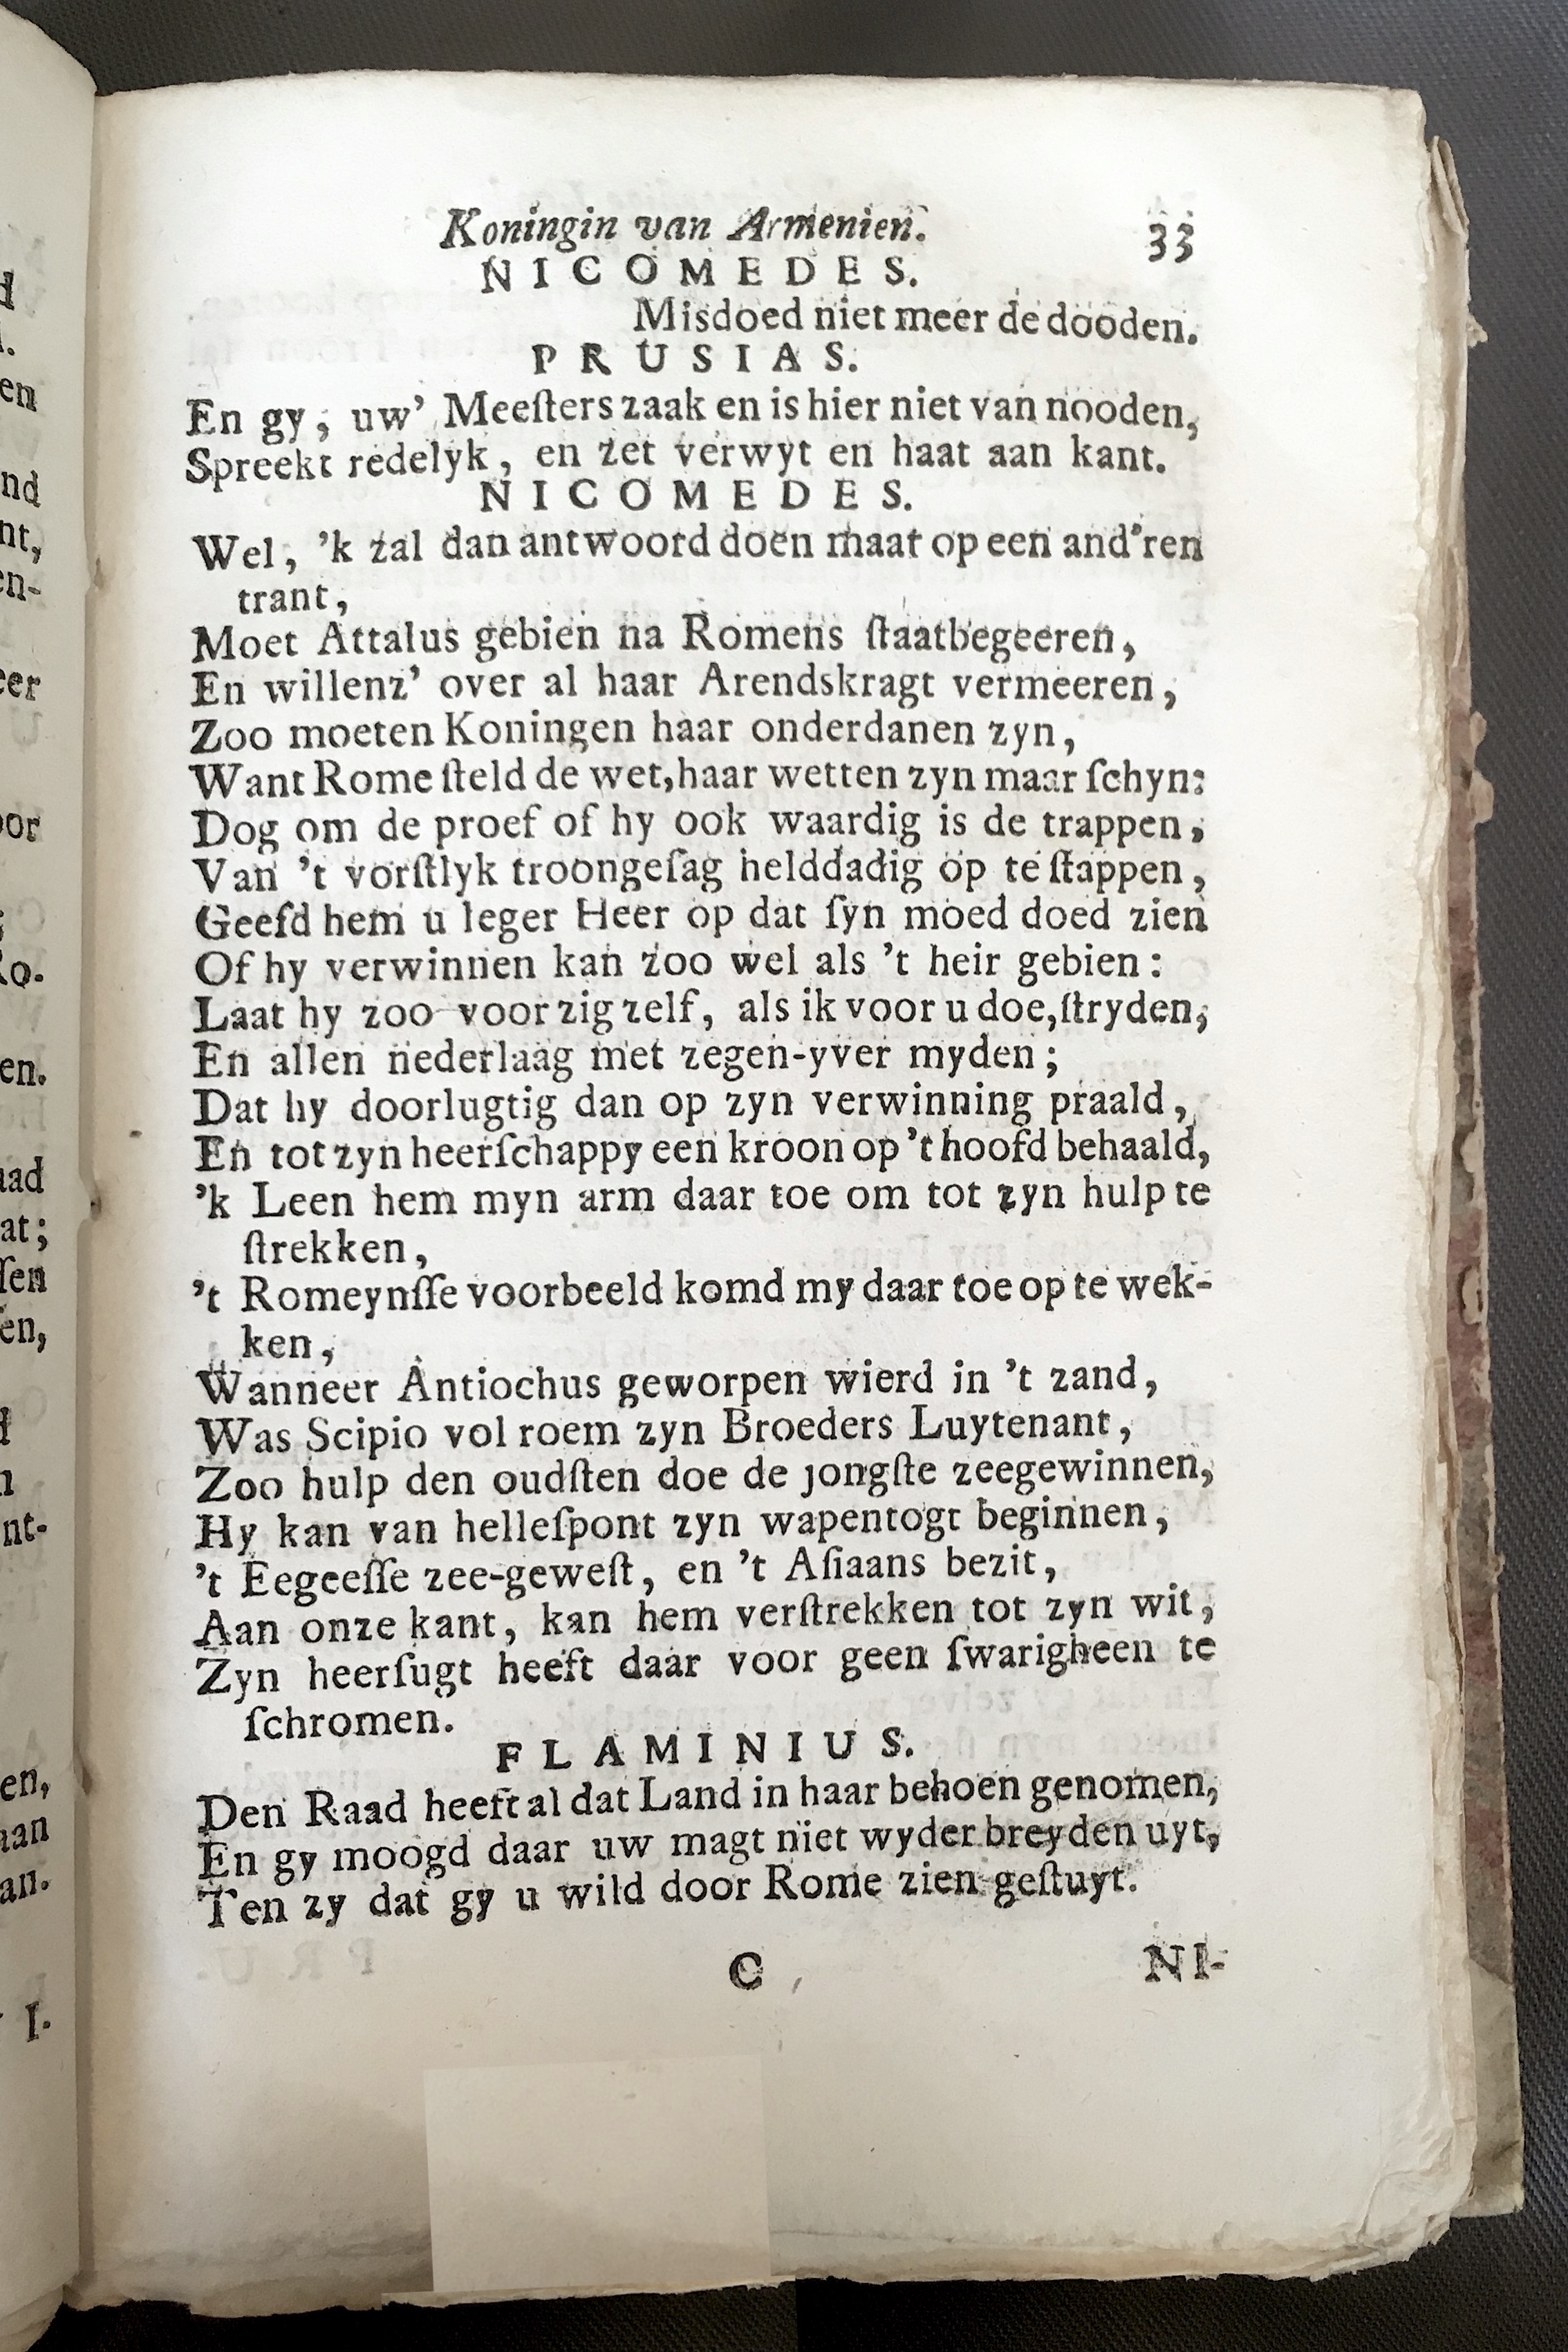 Koningin van Armenien. 33
NICOMEDES.
Misdoed niet meer de dooden.
PRUSIAS.
En gy, uw' Meeſters zaak en is hier niet van nooden,
Spreekt redelyk, en zet verwyt en haat aan kant.
NICOMEDES.
Wel, 'k zal dan antwoord doen maar op een and'ren
trant,
Moet Attalus gebien na Romens ſtaatbegeeren,
En willenz' over al haar Arendskragt vermeeren,
Zoo moeten Koningen haar onderdanen zyn,
Want Rome ſteld de wet, haar wetten zyn maar ſchyn:
Dog om de proef of hy ook waardig is de trappen,
Van 't vorſtlyk troongeſag helddadig op te ſtappen,
Geefd hem u leger Heer op dat ſyn moed doed zien
Of hy verwinnen kan zoo wel als 't heir gebien:
Laat hy zoo voor zig zelf, als ik voor u doe, ſtryden,
En allen nederlaag met zegen-yver myden;
Dat hy doorlugtig dan op zyn verwinning praald,
En tot zyn heerſchappy een kroon op 't hoofd behaald,
'k Leen hem myn arm daar toe om tot zyn hulp te
ſtrekken,
't Romeynſſe voorbeeld komd my daar toe op te wek-
ken,
Wanneer Antiochus geworpen wierd in 't zand,
Was Scipio vol roem zyn Broeders Luytenant,
Zoo hulp den oudſten doe de jongſte zeegewinnen,
Hy kan van helleſpont zyn wapentogt beginnen,
't Eegeeſſe zee-geweſt, en 't Aſiaans bezit,
Aan onze kant, kan hem verſtrekken tot zyn wit,
Zyn heerſugt heeft daar voor geen ſwarigheen te
ſchromen.
FLAMINIUS.
Den Raad heeft al dat Land in haar behoen genomen,
En gy moogd daar uw magt niet wyder breyden uyt,
Ten zy dat gy u wild door Rome zien geſtuyt.
C NI-